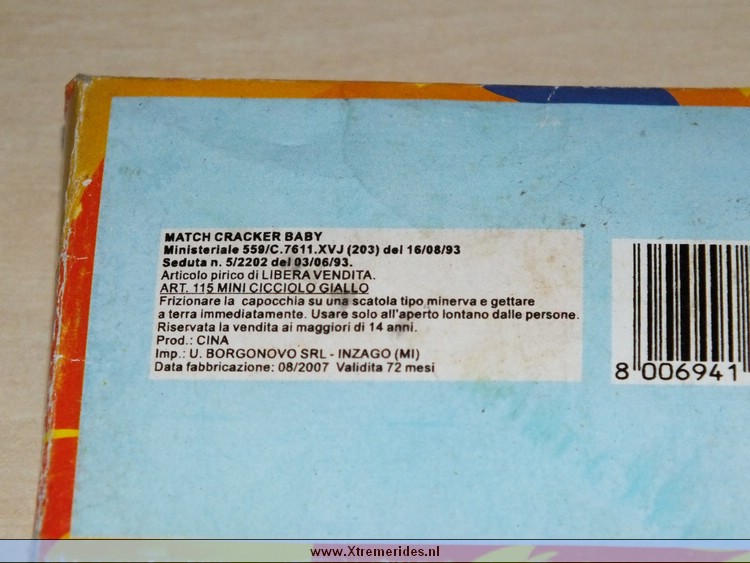 MATCH CRACKER BABY
Ministeriale 559/C.7611.XVJ (203) del 16/08/93
Seduta n. 5/2202 del 03/06/93.
Articolo pirico di LIBERA VENDITA.
ART. 115 MINI CICCIOLO GIALLO
Frizionare la capocchia su una scatola tipo minerva e gettare
a terra immediatamente. Usare solo all'aperto lontano dalle persone.
Riservata la vendita ai maggiori di 14 anni.
Prod.: CINA
Imp.: U. BORGONOVO SRL - INZAGO (MI)
Data fabbricazione: 08/2007 Validita 72 mesi
8 006941
www.Xtremerides.nl